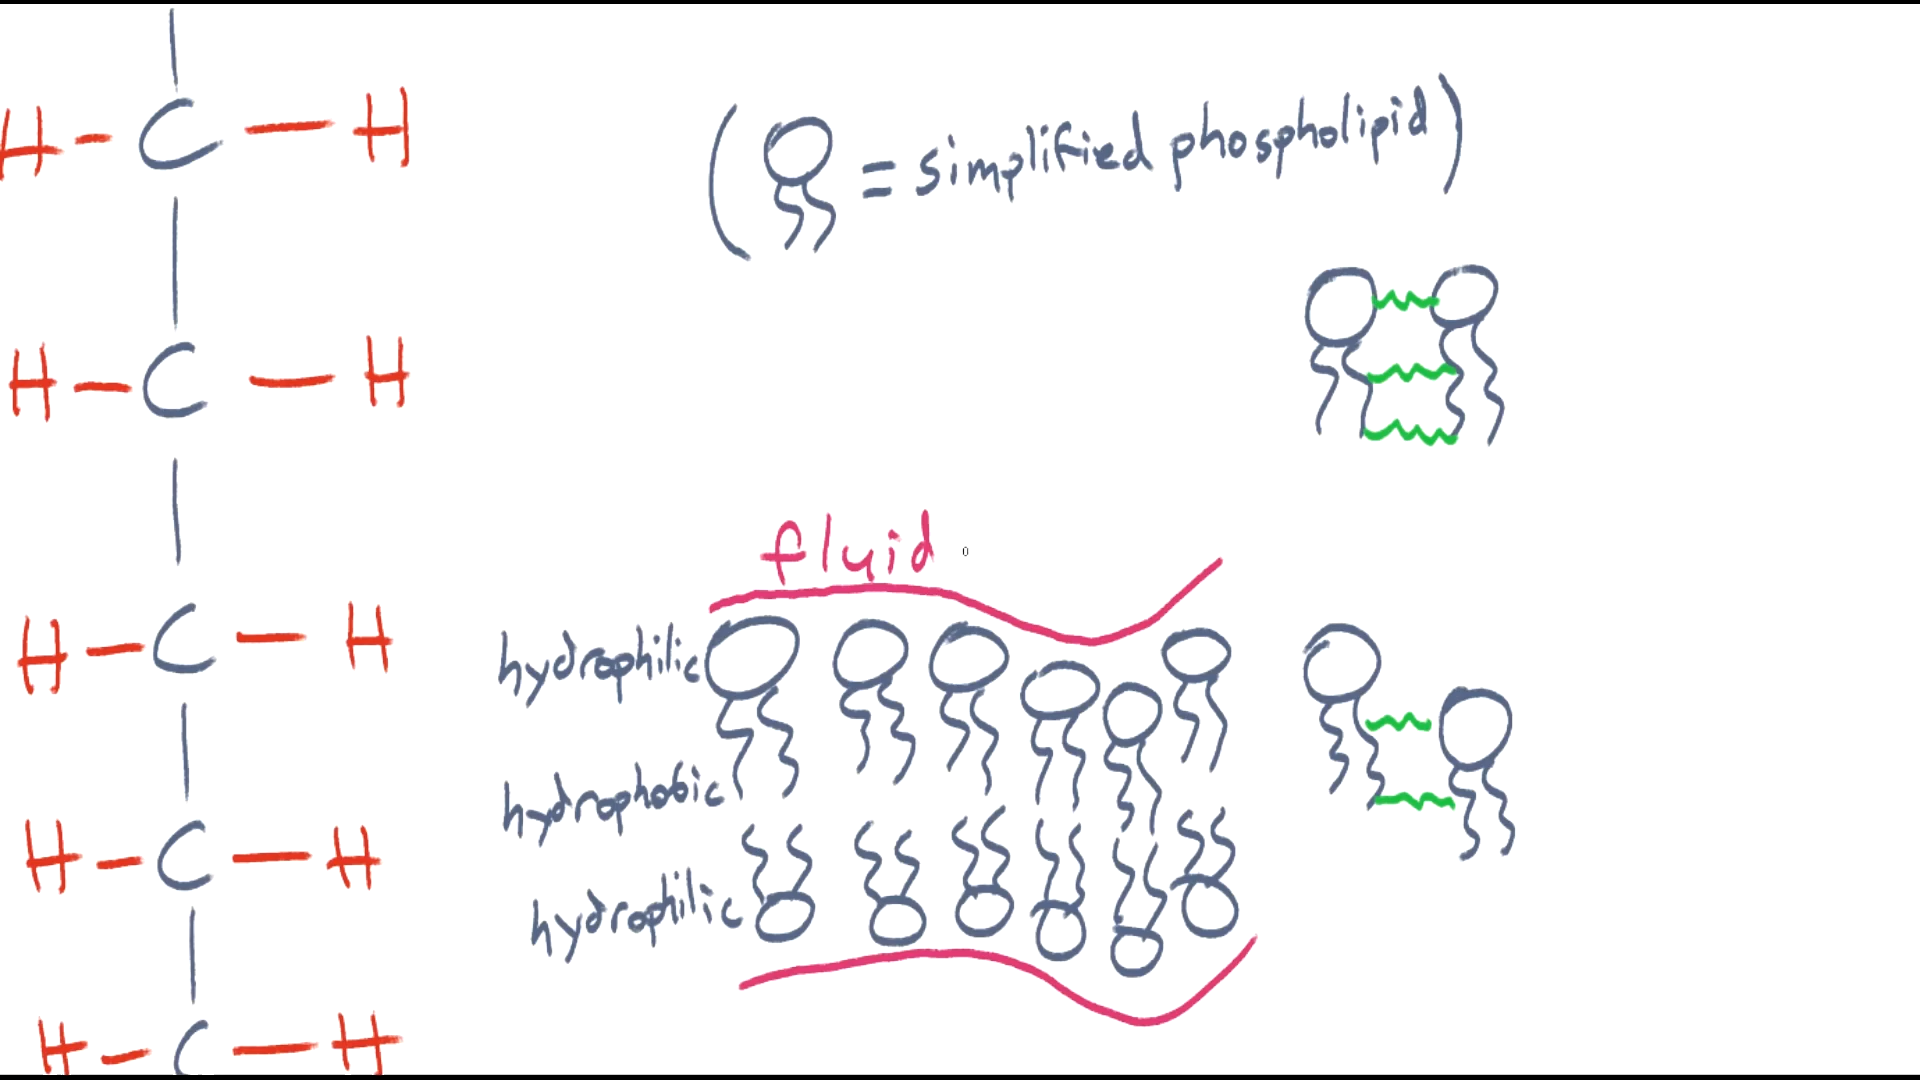 H - C - H
( = simplified phospholipid)
H - C - H
fluid
H - C - H
hydrophilic
hydrophobic
H - C - H
hydrophilic
H - C - H